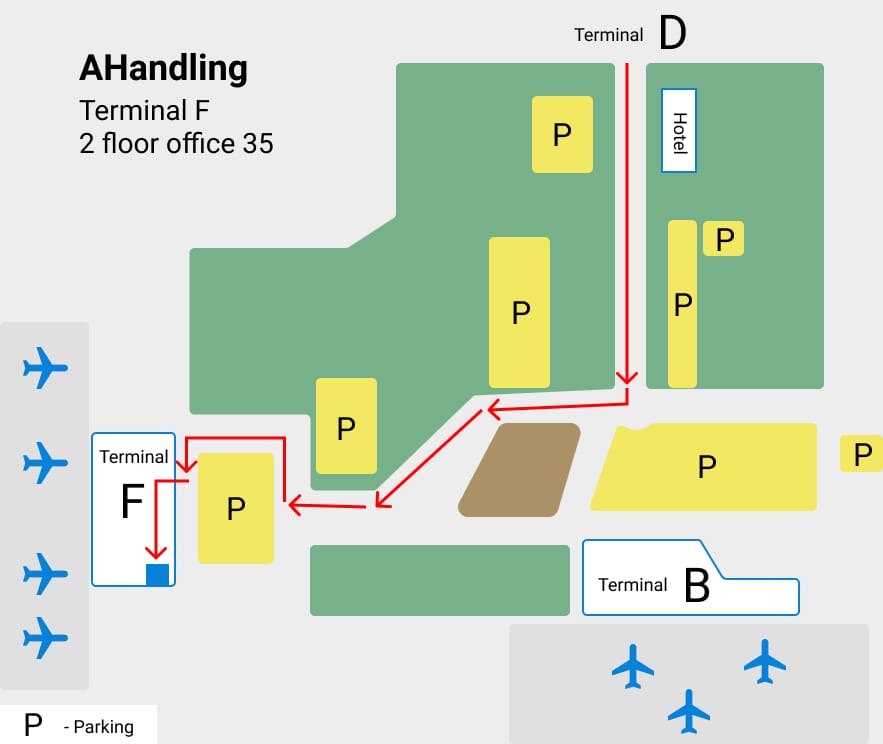 Terminal D
AHandling
Terminal F
2 floor office 35
P
Hotel
P
P
P
P
P
P
Terminal
F
P
Terminal B
P - Parking